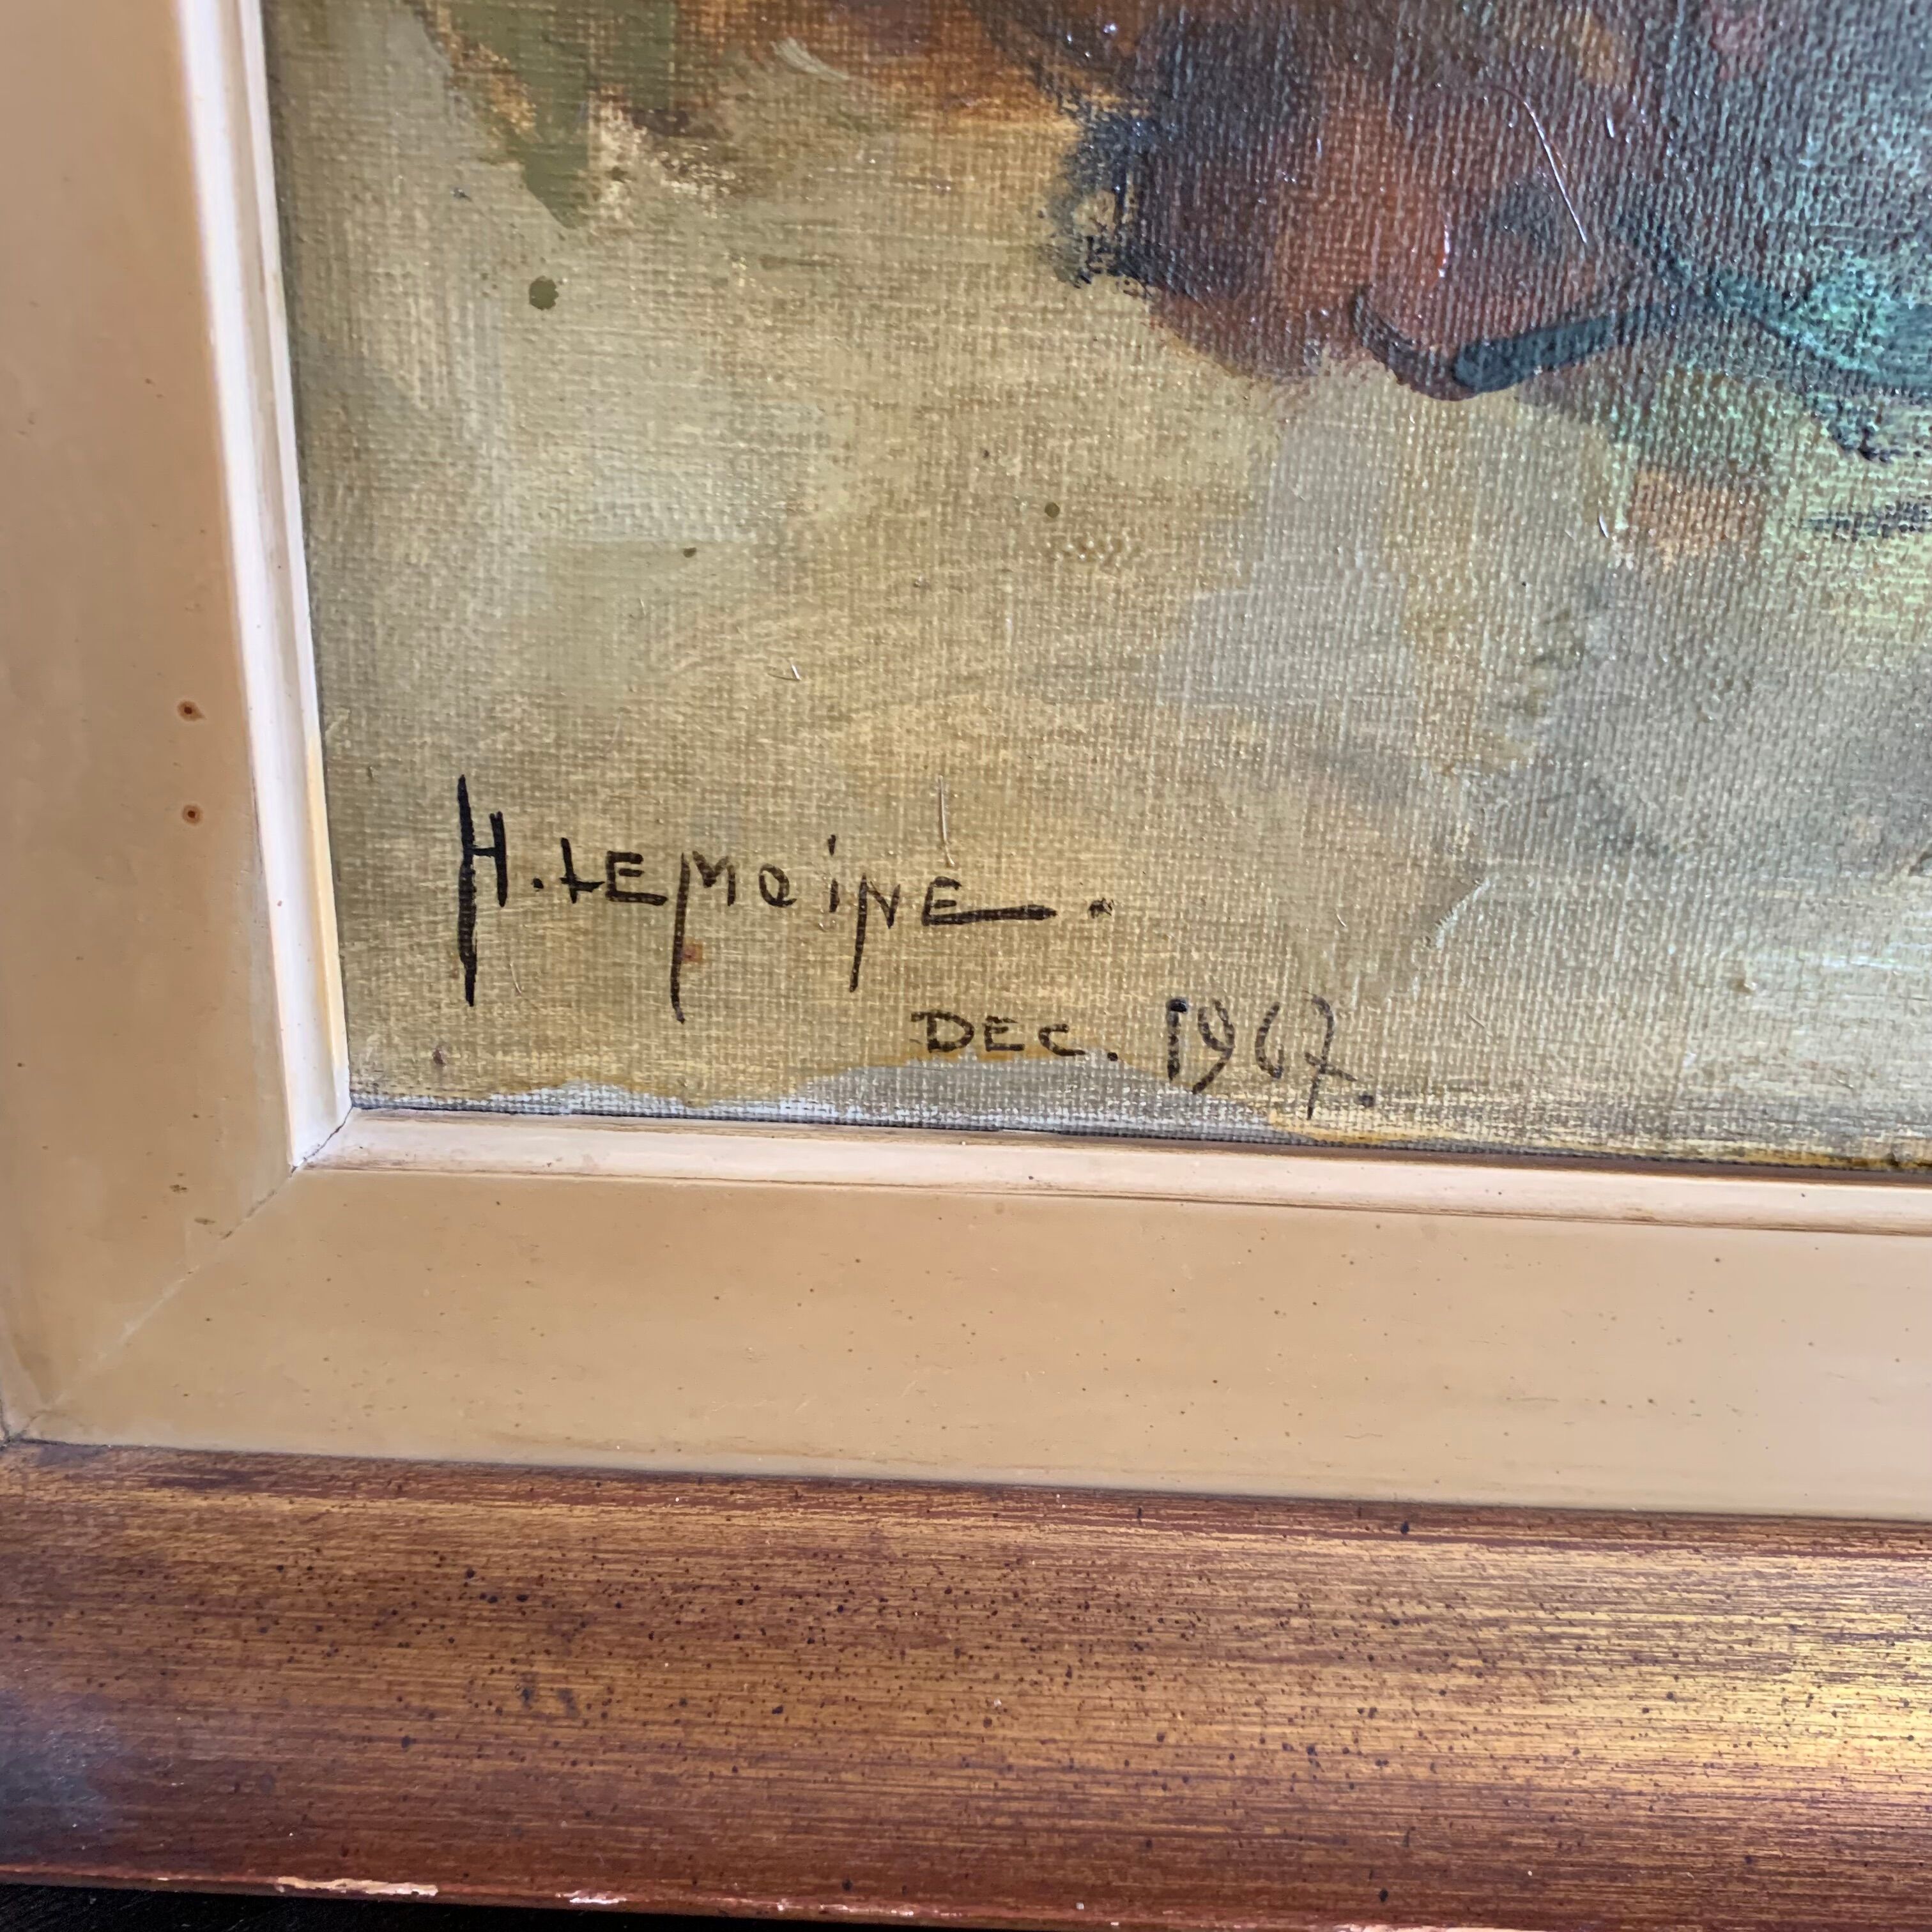 H. LEMOINE.
DEC. 1967.